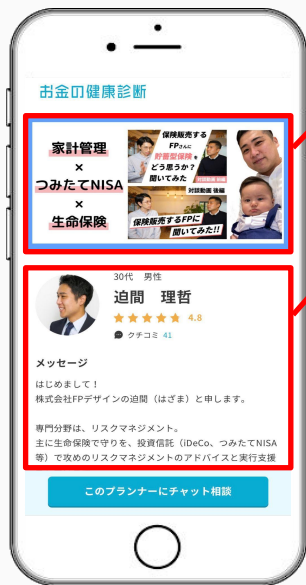 お金の健康診断
家計管理
×
つみたてNISA
×
生命保険
保険販売する
FPさんに
貯蓄型保険を
どう思うか?
聞いてみた
対談動画 前編
対談動画 後編
保険販売するFPに
聞いてみた!!
30代 男性
迫間 理哲
4.8
クチコミ 41
メッセージ
はじめまして!
株式会社FPデザインの迫間(はざま)と申します。
専門分野は、リスクマネジメント。
主に生命保険で守りを、投資信託(iDeCo、つみたてNISA
等)で攻めのリスクマネジメントのアドバイスと実行支援
このプランナーにチャット相談